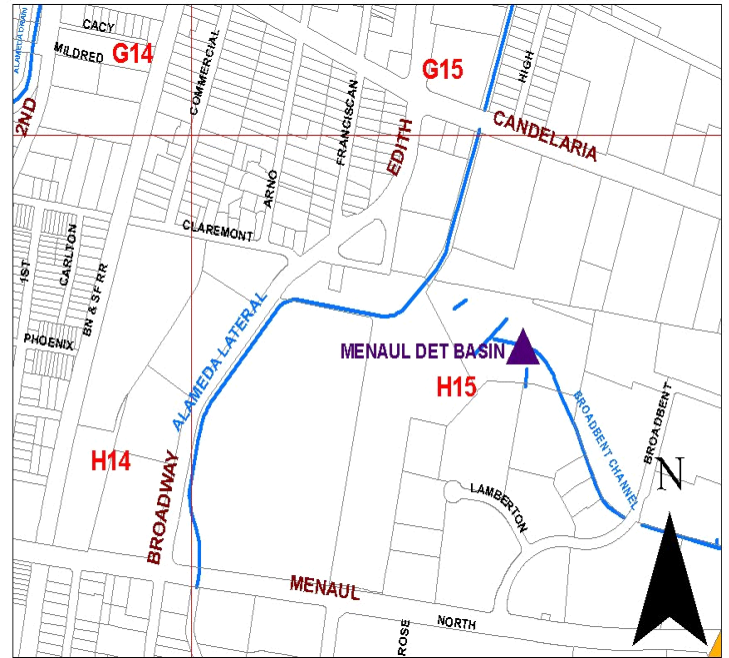 ALAMEDA DRAIN
CACY
MILDRED
G14
COMMERCIAL
G15
HIGH
2ND
FRANCISCAN
EDITH
CANDELARIA
ARNO
CLAREMONT
1ST
CARLTON
BN & SF RR
PHOENIX
ALAMEDA LATERAL
MENAUL DET BASIN
H15
BROADBENT CHANNEL
BROADBENT
N
H14
BROADWAY
LAMBERTON
MENAUL
NORTH
ROSE